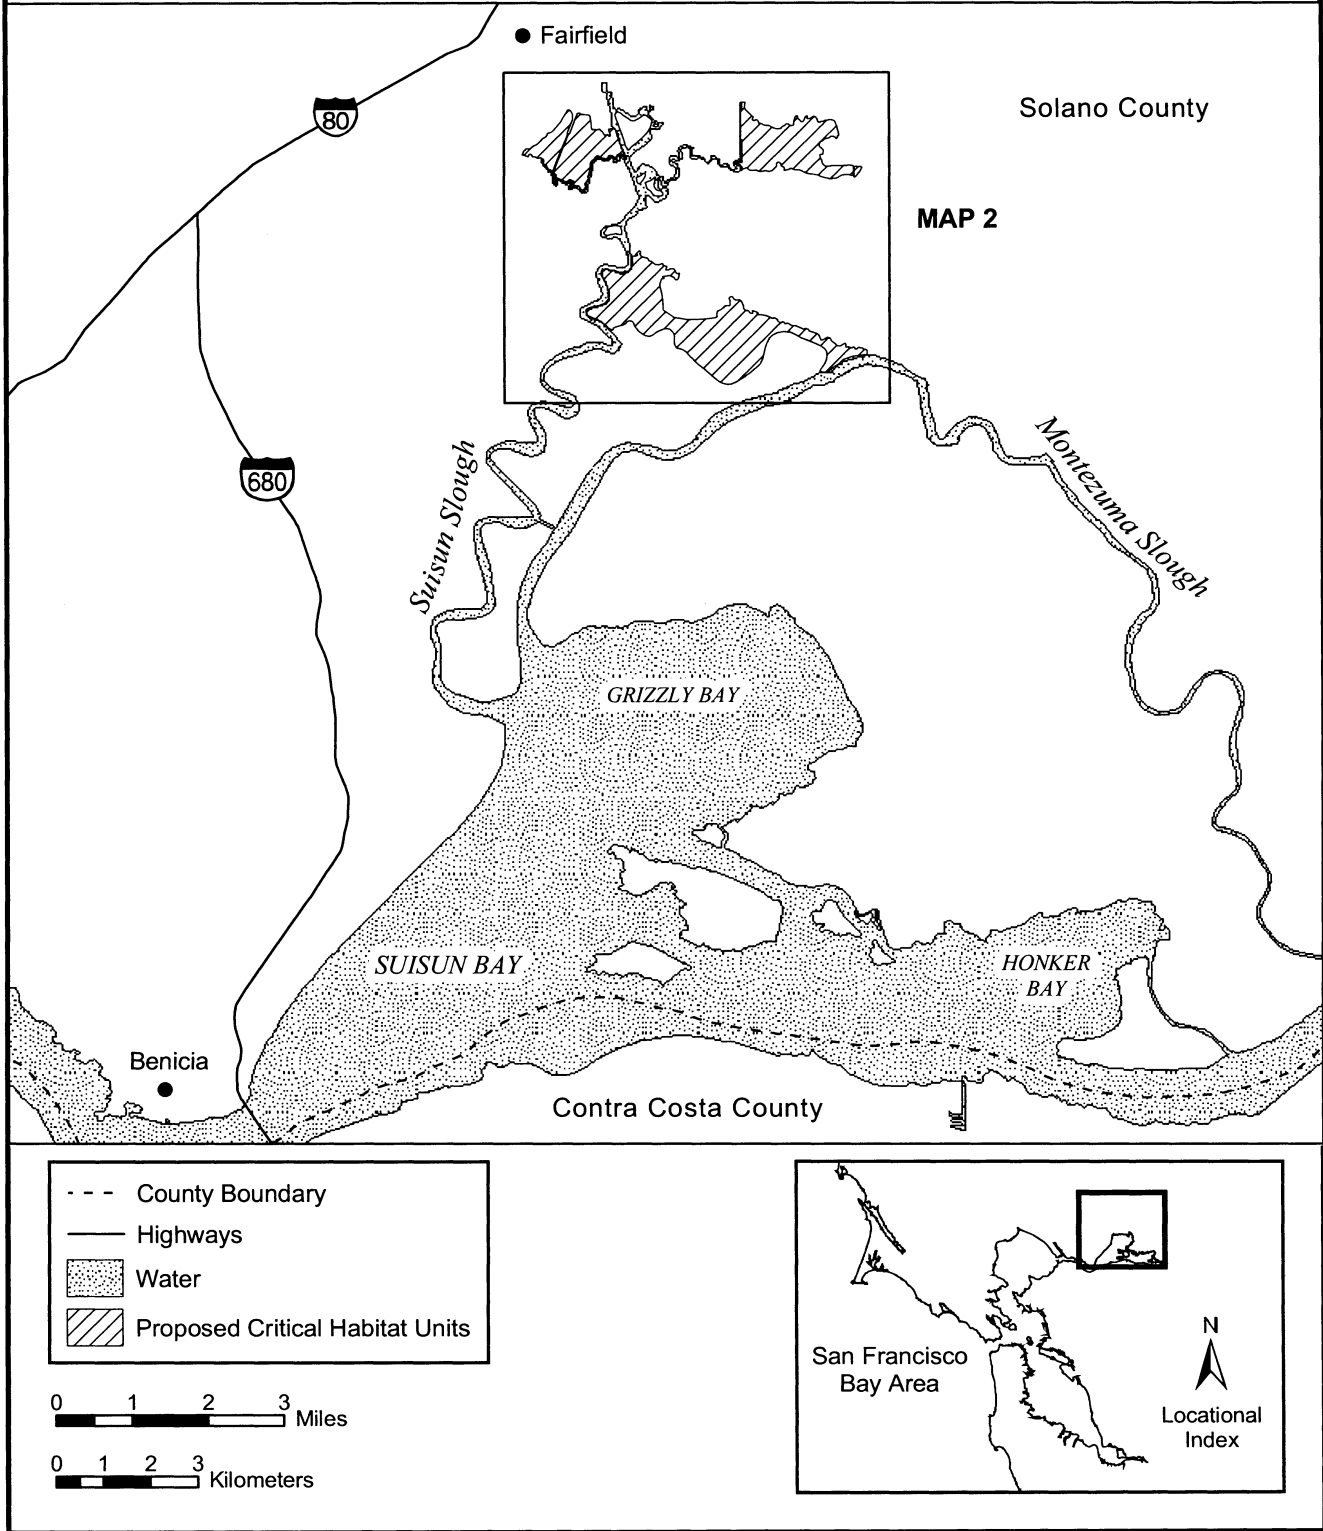 Fairfield
80
Solano County
MAP 2
680
Suisun Slough
Montezuma Slough
GRIZZLY BAY
SUISUN BAY
HONKER
BAY
Benicia
Contra Costa County
County Boundary
Highways
Water
Proposed Critical Habitat Units
0 1 2 3
Miles
0 1 2 3
Kilometers
San Francisco
Bay Area
N
Locational
Index